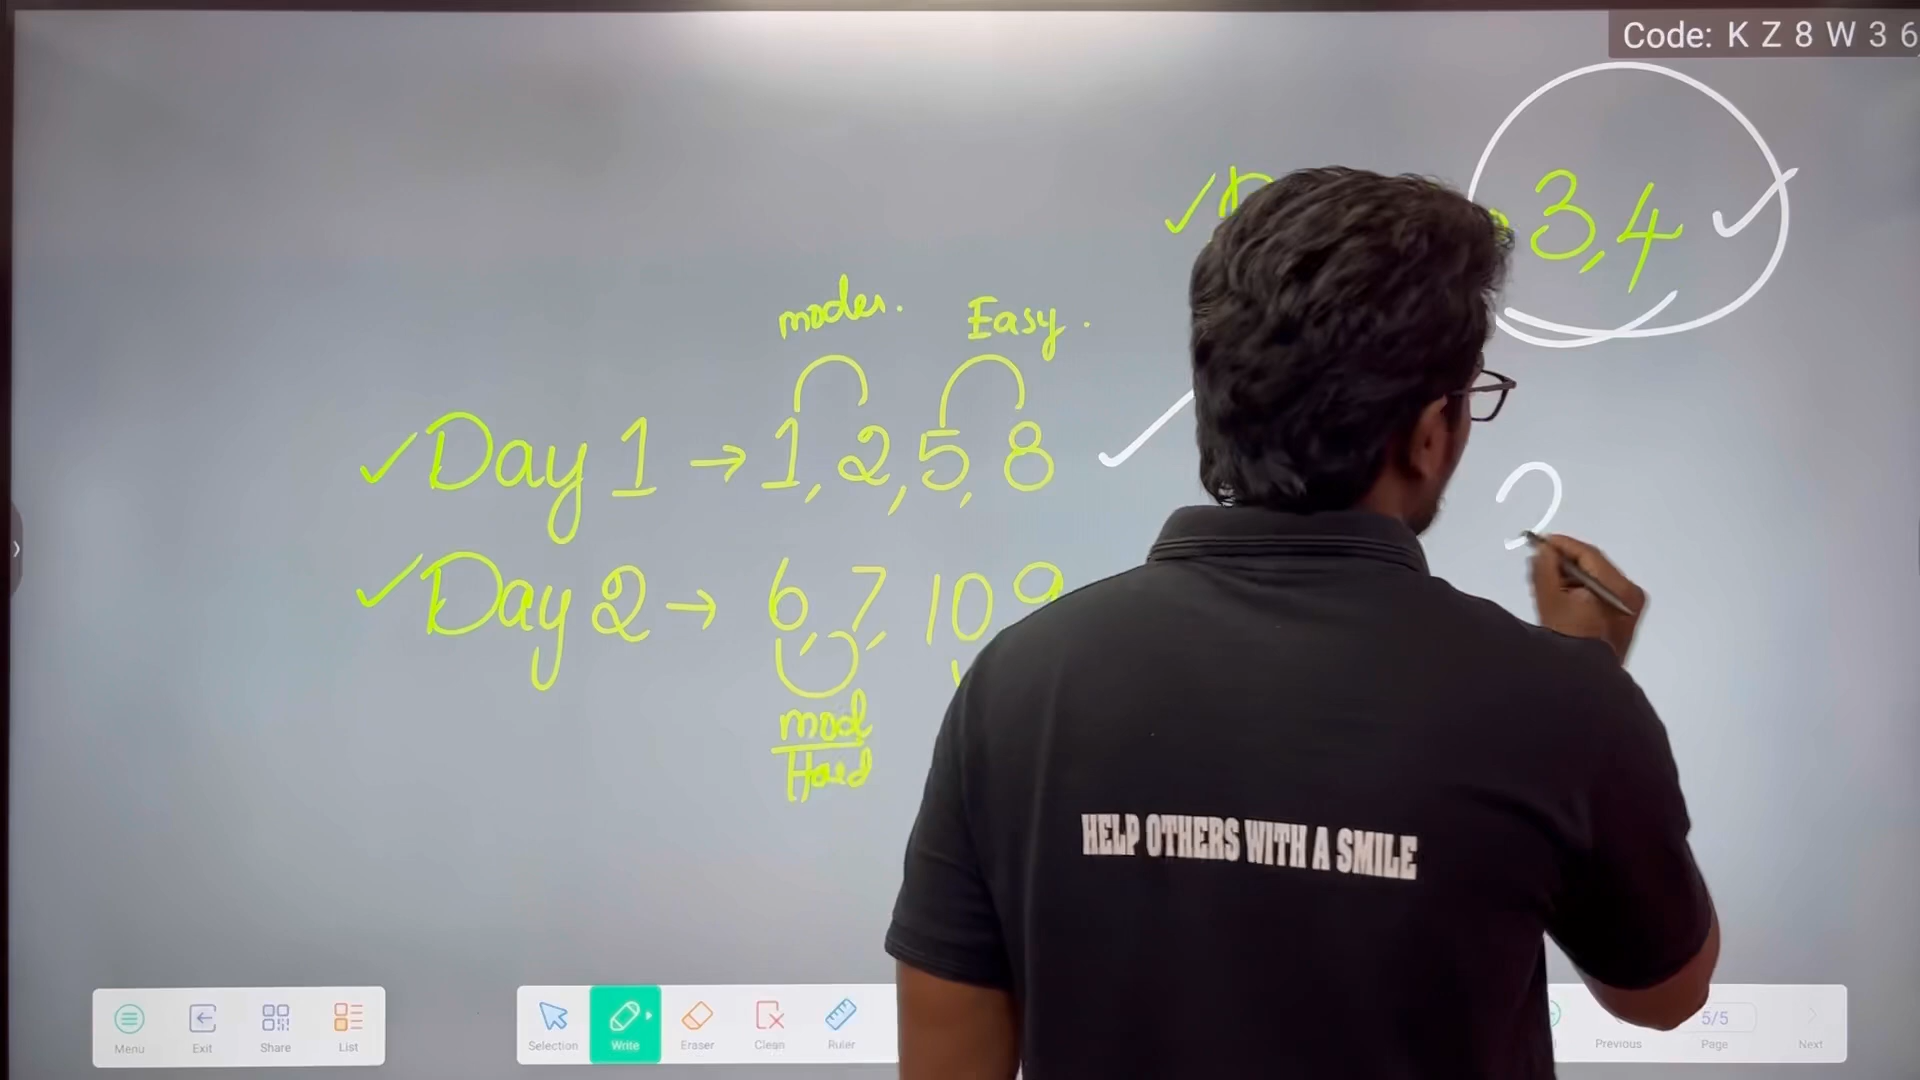 Code: K Z 8 W 3 6
3,4
moder. Easy.
Day 1 → 1, 2, 5, 8
Day 2 → 6, 7, 10 9
mod
Hard
HELP OTHERS WITH A SMILE
Menu Exit Share List
Selection Write Eraser Clean Ruler
5/5
Previous Page Next